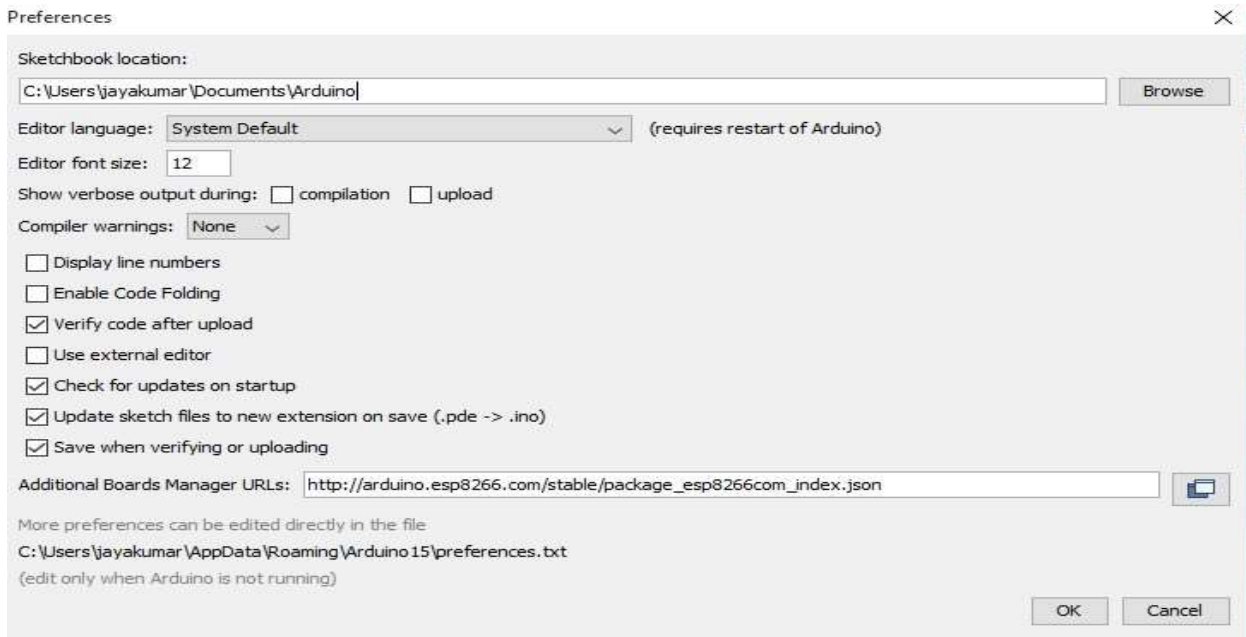 Preferences
Sketchbook location:
C:\Users\jayakumar\Documents\Arduino
Browse
Editor language: System Default (requires restart of Arduino)
Editor font size: 12
Show verbose output during: compilation upload
Compiler warnings: None
Display line numbers
Enable Code Folding
Verify code after upload
Use external editor
Check for updates on startup
Update sketch files to new extension on save (.pde -> .ino)
Save when verifying or uploading
Additional Boards Manager URLs: http://arduino.esp8266.com/stable/package_esp8266com_index.json
More preferences can be edited directly in the file
C:\Users\jayakumar\AppData\Roaming\Arduino15\preferences.txt
(edit only when Arduino is not running)
OK Cancel